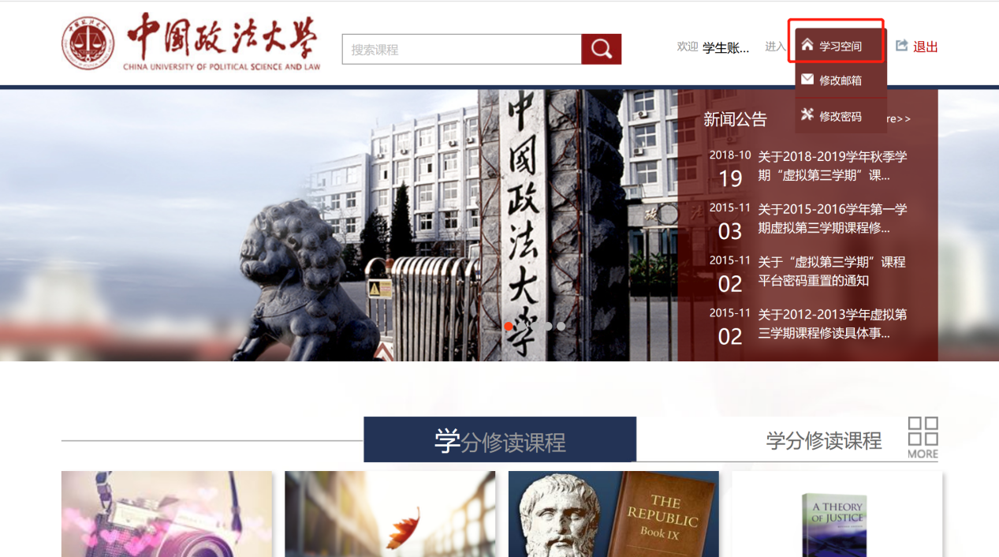 中国政法大学
CHINA UNIVERSITY OF POLITICAL SCIENCE AND LAW
搜索课程
欢迎 学生账... 进入
学习空间
退出
修改邮箱
修改密码
新闻公告
re>>
2018-10
19
关于2018-2019学年秋季学
期“虚拟第三学期”课...
2015-11
03
关于2015-2016学年第一学
期虚拟第三学期课程修...
2015-11
02
关于“虚拟第三学期”课程
平台密码重置的通知
2015-11
02
关于2012-2013学年虚拟第
三学期课程修读具体事...
中國政法大学
学分修读课程
学分修读课程
MORE
THE
REPUBLIC
Book IX
A THEORY
OF JUSTICE